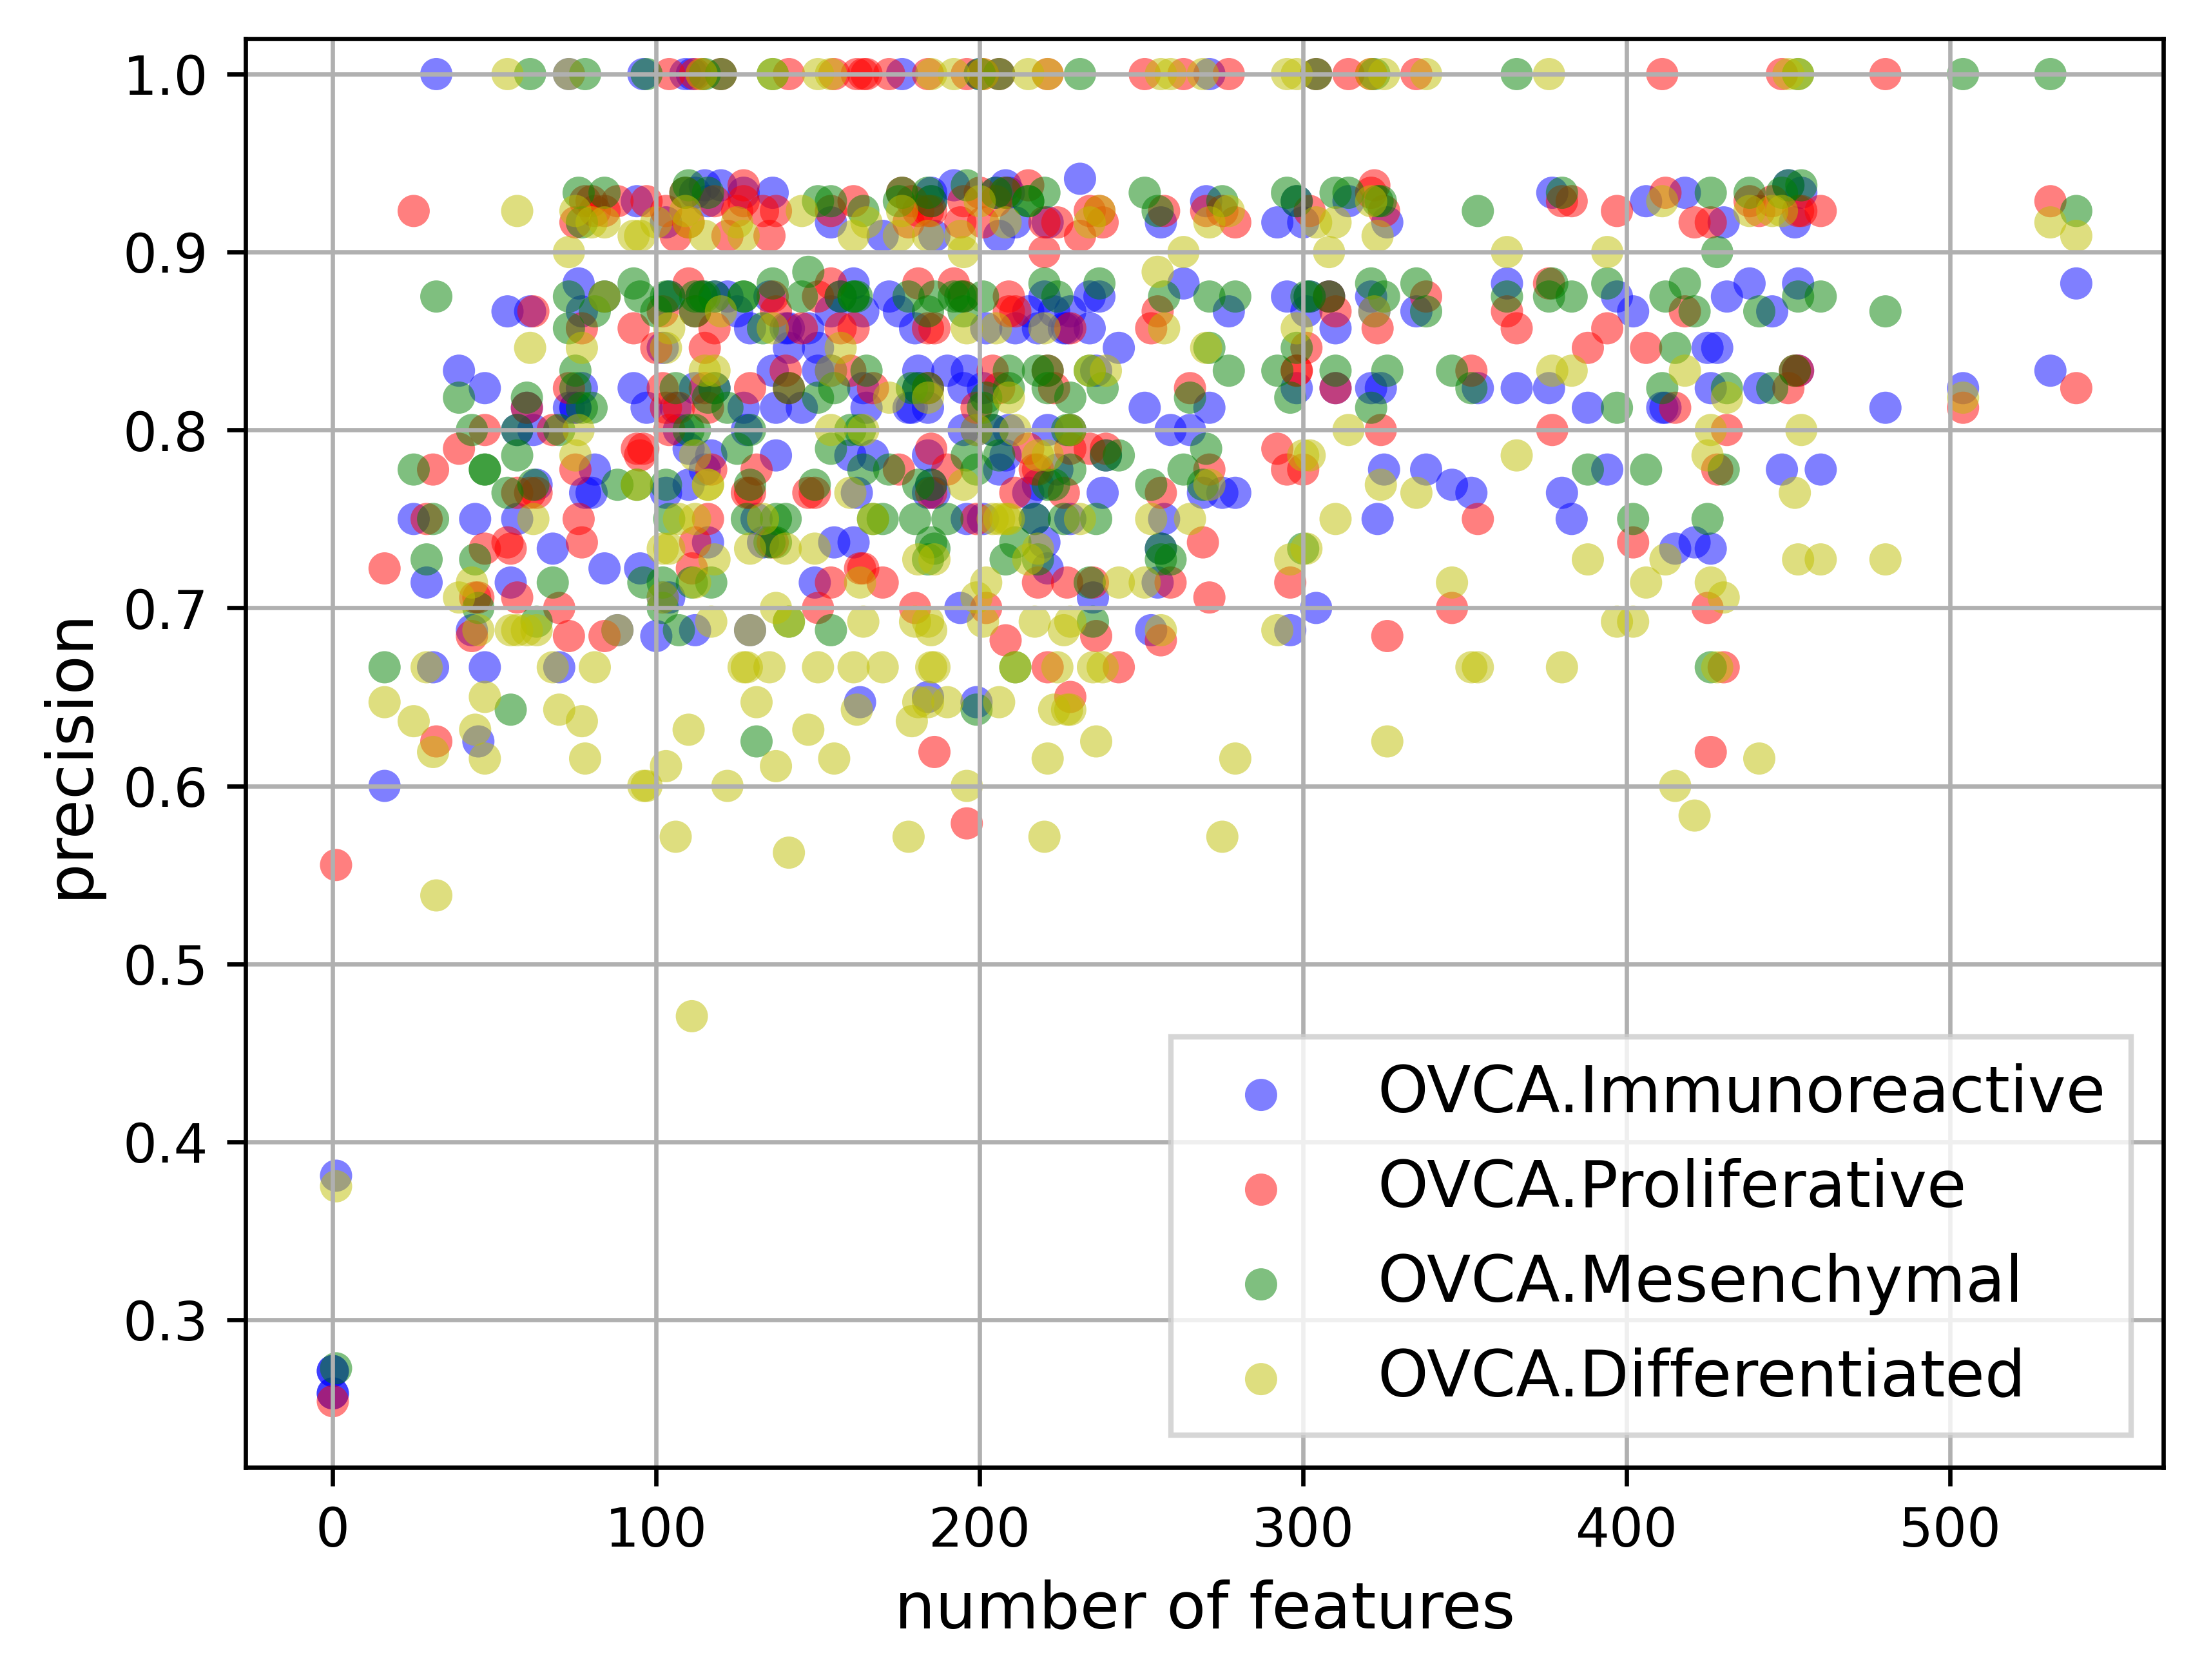 1.0
0.9
0.8
0.7
0.6
0.5
0.4
0.3
precision
OVCA.Immunoreactive
OVCA.Proliferative
OVCA.Mesenchymal
OVCA.Differentiated
0 100 200 300 400 500
number of features